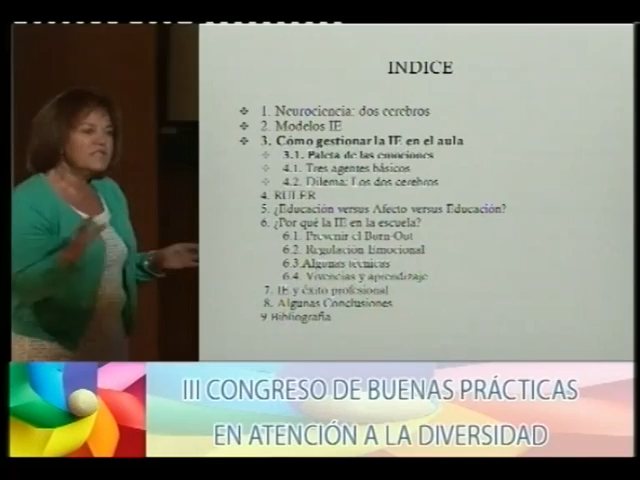 INDICE
1. Neurociencia: dos cerebros
2. Modelos IE
3. Cómo gestionar la IE en el aula
3.1. Paleta de las emociones
4.1. Tres agentes básicos
4.2. Dilema: Los dos cerebros
4. RULER
5. ¿Educación versus Afecto versus Educación?
6. ¿Por qué la IE en la escuela?
6.1. Prevenir el Burn-Out
6.2. Regulación Emocional
6.3.Algunas técnicas
6.4. Vivencias y aprendizaje
7. IE y éxito profesional
8. Algunas Conclusiones
9 Bibliografía
III CONGRESO DE BUENAS PRÁCTICAS
EN ATENCIÓN A LA DIVERSIDAD